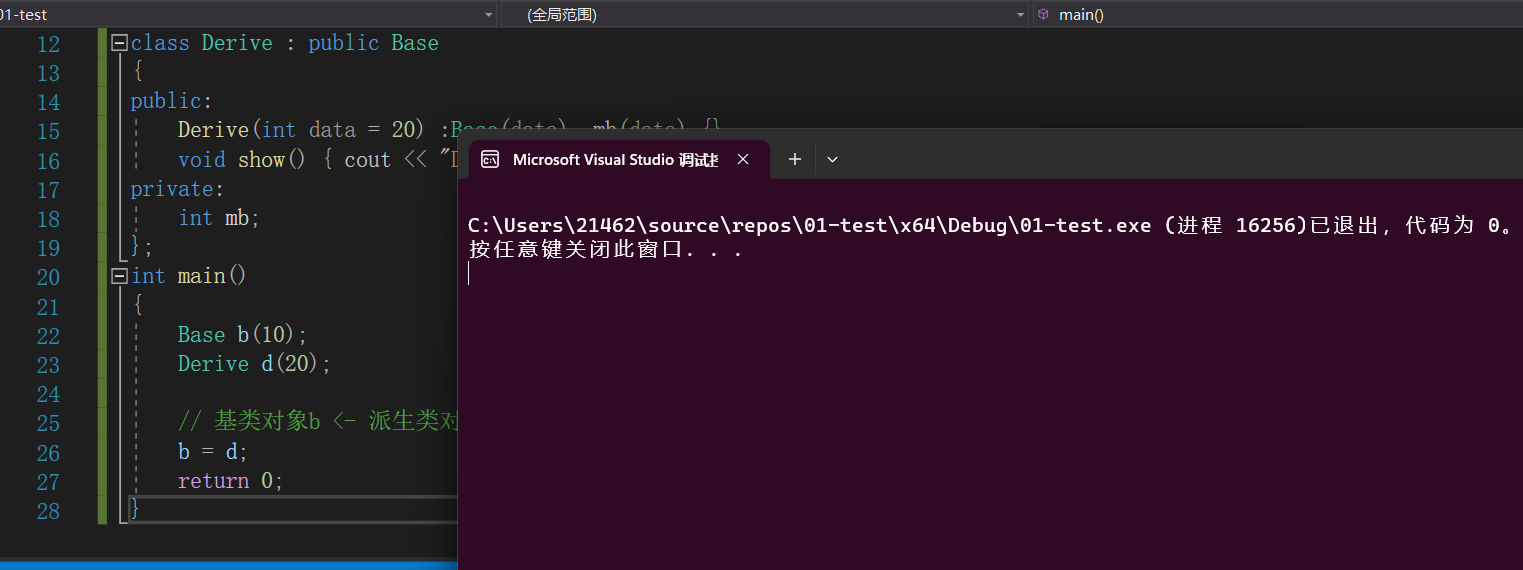 01-test (全局范围) main()
12 class Derive : public Base
13 {
14 public:
15 Derive(int data = 20) :Base(data), mb(data) {}
16 void show() { cout << "D
17 private:
18 int mb;
19 };
20 int main()
21 {
22 Base b(10);
23 Derive d(20);
24
25 // 基类对象b <- 派生类对
26 b = d;
27 return 0;
28 }
Microsoft Visual Studio 调试
C:\Users\21462\source\repos\01-test\x64\Debug\01-test.exe (进程 16256)已退出，代码为 0。
按任意键关闭此窗口. . .